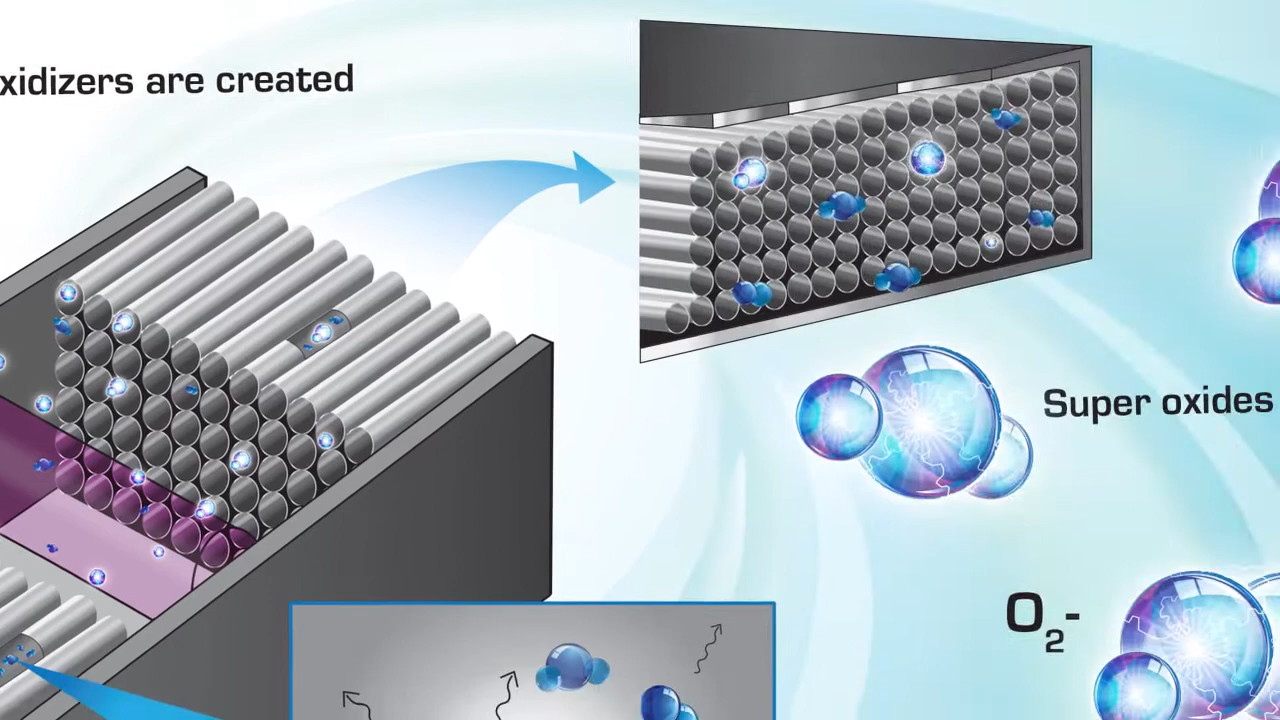 xidizers are created
Super oxides
O₂-